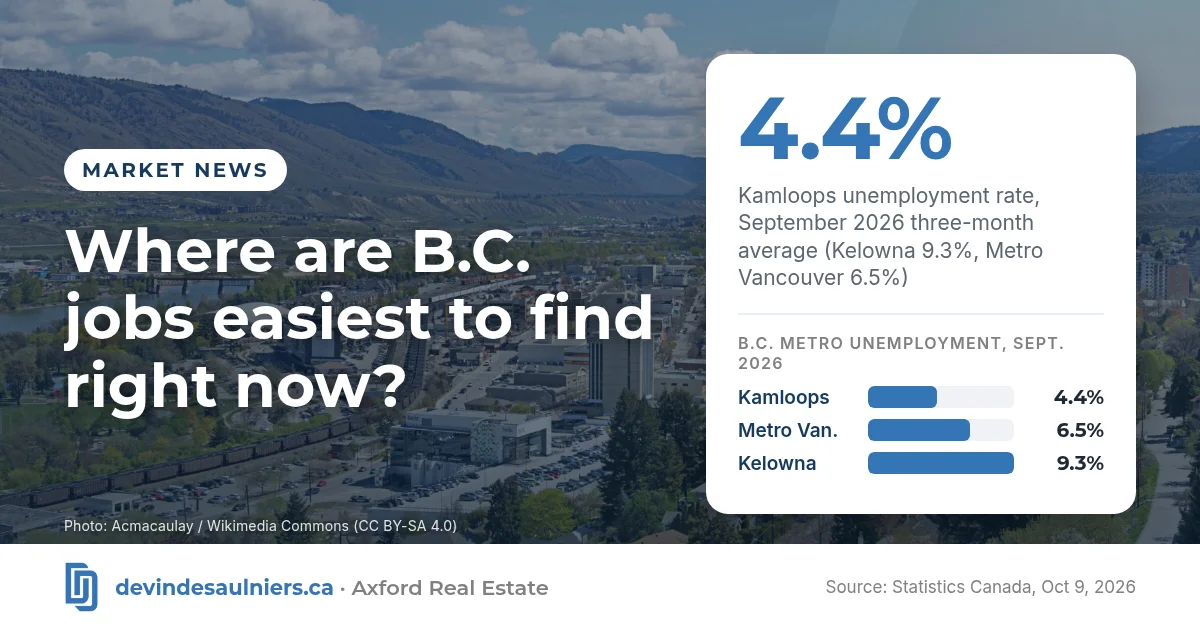 MARKET NEWS
Where are B.C.
jobs easiest to find
right now?
Photo: Acmacaulay / Wikimedia Commons (CC BY-SA 4.0)
4.4%
Kamloops unemployment rate,
September 2026 three-month
average (Kelowna 9.3%, Metro
Vancouver 6.5%)
B.C. METRO UNEMPLOYMENT, SEPT.
2026
Kamloops 4.4%
Metro Van. 6.5%
Kelowna 9.3%
devindesaulniers.ca · Axford Real Estate
Source: Statistics Canada, Oct 9, 2026